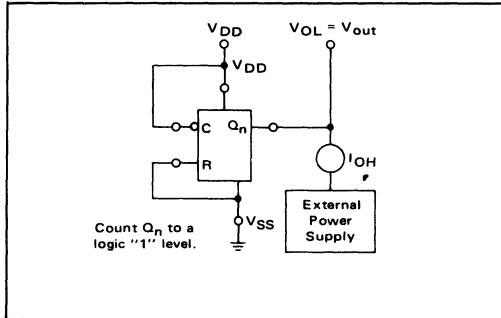 VDD
VOL = Vout
VDD
C
Qn
R
IOH
VSS
External
Power
Supply
Count Qn to a
logic "1" level.